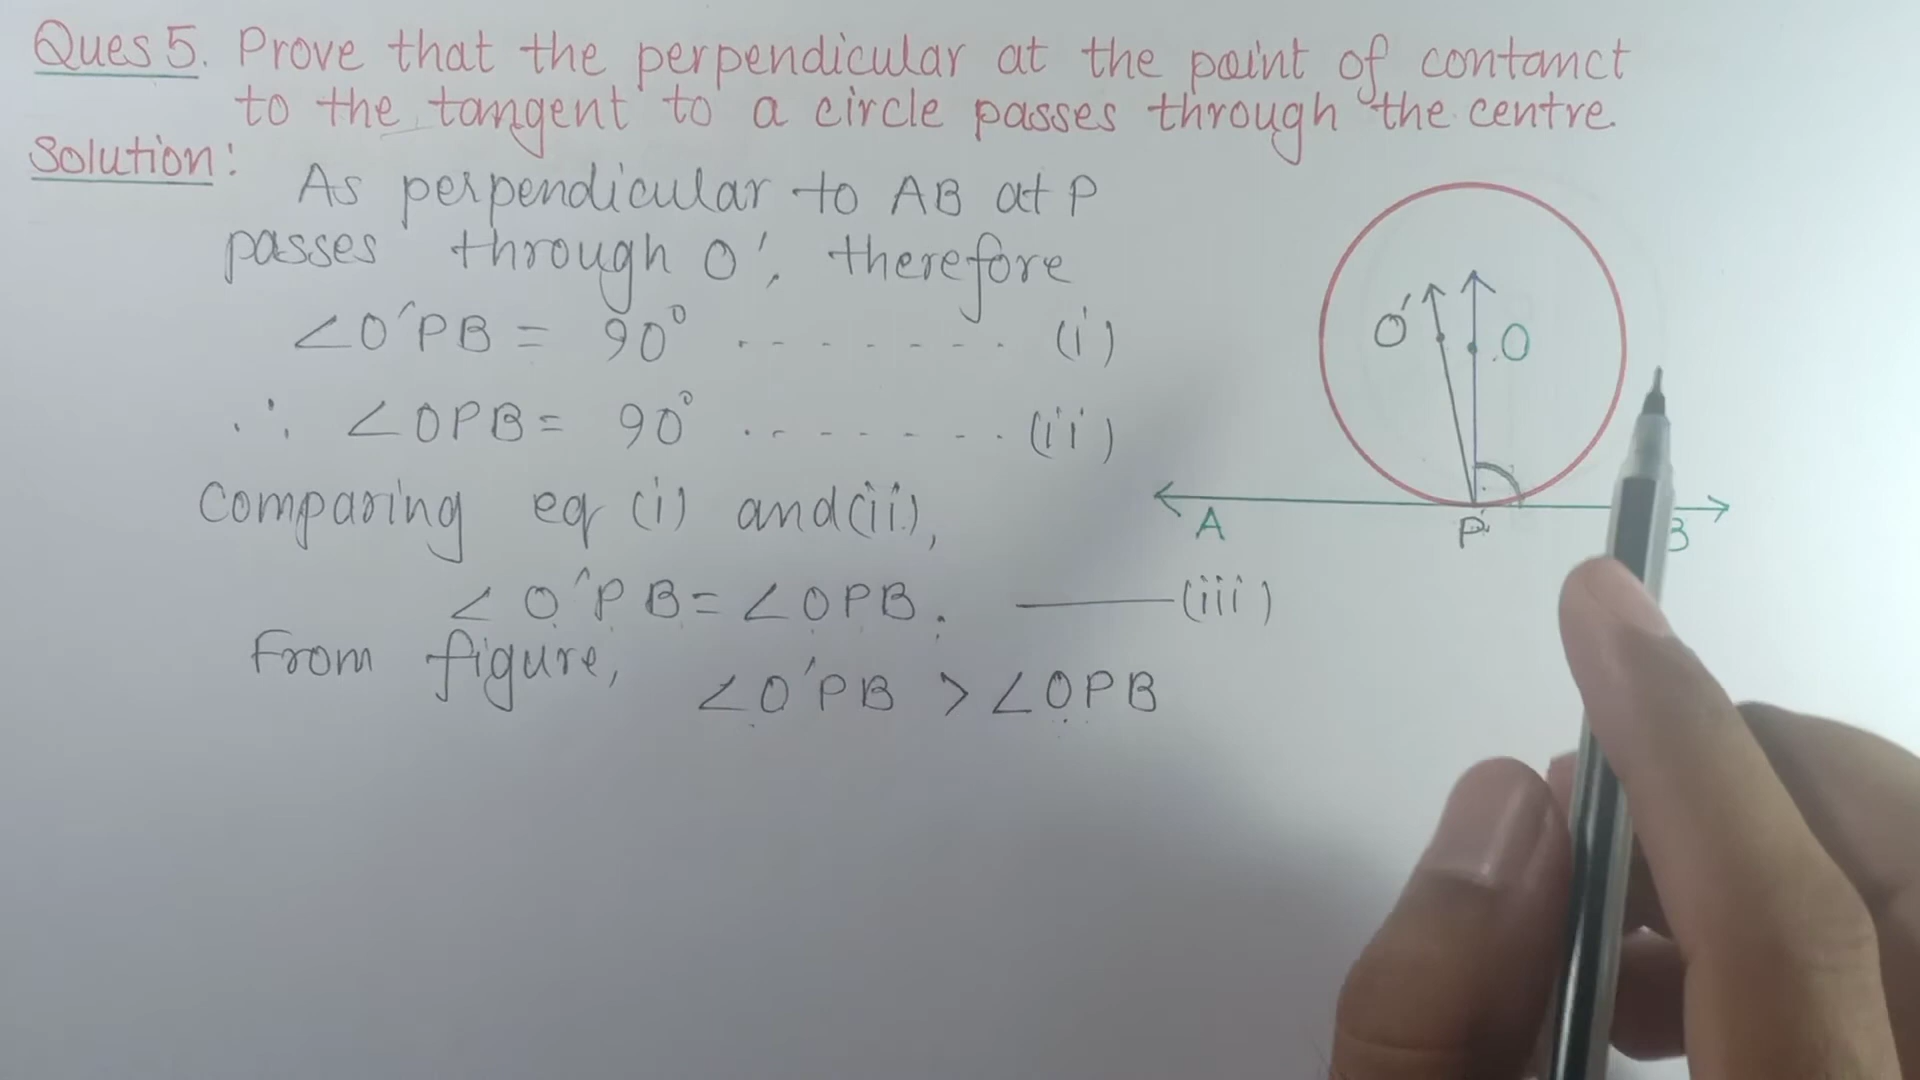 Ques 5. Prove that the perpendicular at the point of contanct
to the tangent to a circle passes through the centre.
Solution:
As perpendicular to AB at P
passes through O', therefore
∠O'PB = 90° . - - - - - - . (i)
∴ ∠OPB = 90° . . - - - - - . (ii)
Comparing eq (i) and (ii),
∠O'PB = ∠OPB. ——— (iii)
From figure,
∠O'PB > ∠OPB
O'
O
A
P
B